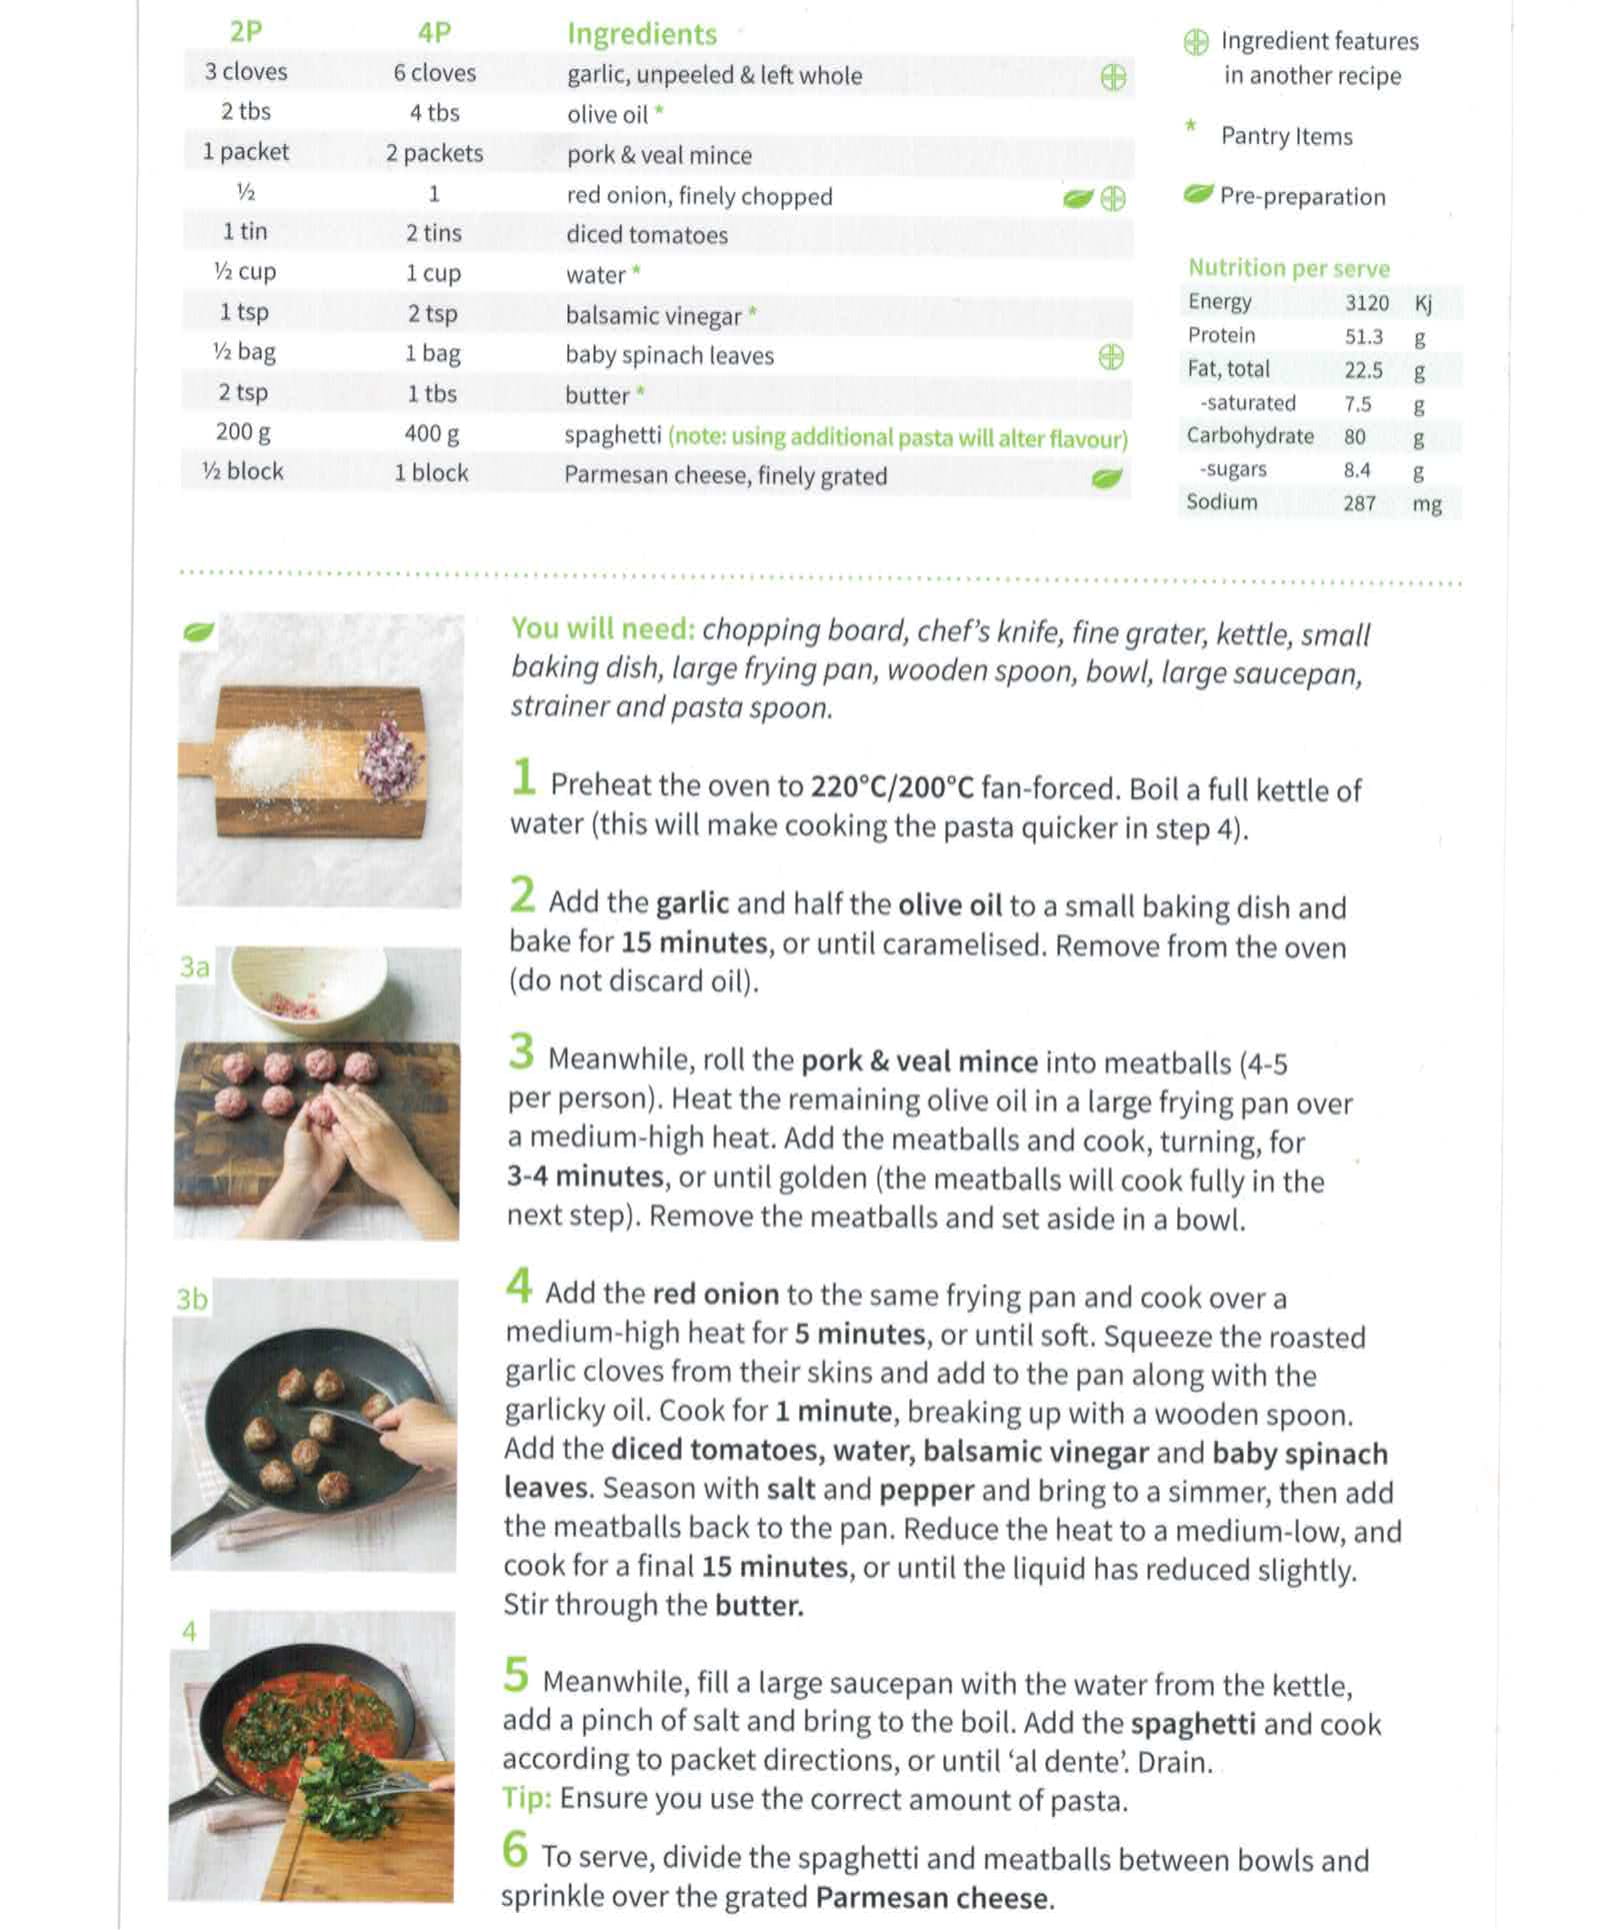 2P 4P Ingredients
3 cloves 6 cloves garlic, unpeeled & left whole
2 tbs 4 tbs olive oil *
1 packet 2 packets pork & veal mince
½ 1 red onion, finely chopped
1 tin 2 tins diced tomatoes
½ cup 1 cup water *
1 tsp 2 tsp balsamic vinegar *
½ bag 1 bag baby spinach leaves
2 tsp 1 tbs butter *
200 g 400 g spaghetti (note: using additional pasta will alter flavour)
½ block 1 block Parmesan cheese, finely grated
Ingredient features
in another recipe
* Pantry Items
Pre-preparation
Nutrition per serve
Energy 3120 Kj
Protein 51.3 g
Fat, total 22.5 g
-saturated 7.5 g
Carbohydrate 80 g
-sugars 8.4 g
Sodium 287 mg
You will need: chopping board, chef's knife, fine grater, kettle, small
baking dish, large frying pan, wooden spoon, bowl, large saucepan,
strainer and pasta spoon.
1 Preheat the oven to 220°C/200°C fan-forced. Boil a full kettle of
water (this will make cooking the pasta quicker in step 4).
2 Add the garlic and half the olive oil to a small baking dish and
bake for 15 minutes, or until caramelised. Remove from the oven
(do not discard oil).
3a
3 Meanwhile, roll the pork & veal mince into meatballs (4-5
per person). Heat the remaining olive oil in a large frying pan over
a medium-high heat. Add the meatballs and cook, turning, for
3-4 minutes, or until golden (the meatballs will cook fully in the
next step). Remove the meatballs and set aside in a bowl.
3b
4 Add the red onion to the same frying pan and cook over a
medium-high heat for 5 minutes, or until soft. Squeeze the roasted
garlic cloves from their skins and add to the pan along with the
garlicky oil. Cook for 1 minute, breaking up with a wooden spoon.
Add the diced tomatoes, water, balsamic vinegar and baby spinach
leaves. Season with salt and pepper and bring to a simmer, then add
the meatballs back to the pan. Reduce the heat to a medium-low, and
cook for a final 15 minutes, or until the liquid has reduced slightly.
Stir through the butter.
4
5 Meanwhile, fill a large saucepan with the water from the kettle,
add a pinch of salt and bring to the boil. Add the spaghetti and cook
according to packet directions, or until 'al dente'. Drain.
Tip: Ensure you use the correct amount of pasta.
6 To serve, divide the spaghetti and meatballs between bowls and
sprinkle over the grated Parmesan cheese.